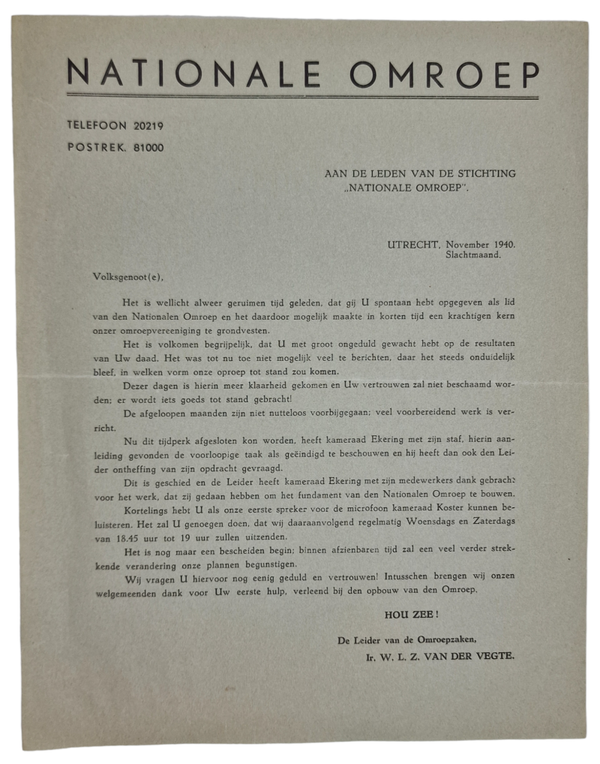 NATIONALE OMROEP
TELEFOON 20219
POSTREK. 81000
AAN DE LEDEN VAN DE STICHTING
„NATIONALE OMROEP".
UTRECHT, November 1940.
Slachtmaand.
Volksgenoot(e),
Het is wellicht alweer geruimen tijd geleden, dat gij U spontaan hebt opgegeven als lid
van den Nationalen Omroep en het daardoor mogelijk maakte in korten tijd een krachtigen kern
onzer omroepvereeniging te grondvesten.
Het is volkomen begrijpelijk, dat U met groot ongeduld gewacht hebt op de resultaten
van Uw daad. Het was tot nu toe niet mogelijk veel te berichten, daar het steeds onduidelijk
bleef, in welken vorm onze oproep tot stand zou komen.
Dezer dagen is hierin meer klaarheid gekomen en Uw vertrouwen zal niet beschaamd wor-
den; er wordt iets goeds tot stand gebracht!
De afgeloopen maanden zijn niet nutteloos voorbijgegaan; veel voorbereidend werk is ver-
richt.
Nu dit tijdperk afgesloten kon worden, heeft kameraad Ekering met zijn staf, hierin aan-
leiding gevonden de voorloopige taak als geëindigd te beschouwen en hij heeft dan ook den Lei-
der ontheffing van zijn opdracht gevraagd.
Dit is geschied en de Leider heeft kameraad Ekering met zijn medewerkers dank gebracht
voor het werk, dat zij gedaan hebben om het fundament van den Nationalen Omroep te bouwen.
Kortelings hebt U als onze eerste spreker voor de microfoon kameraad Koster kunnen be-
luisteren. Het zal U genoegen doen, dat wij daaraanvolgend regelmatig Woensdags en Zaterdags
van 18.45 uur tot 19 uur zullen uitzenden.
Het is nog maar een bescheiden begin; binnen afzienbaren tijd zal een veel verder strek-
kende verandering onze plannen begunstigen.
Wij vragen U hiervoor nog eenig geduld en vertrouwen! Intusschen brengen wij onzen
welgemeenden dank voor Uw eerste hulp, verleend bij den opbouw van den Omroep.
HOU ZEE!
De Leider van de Omroepzaken,
Ir. W. L. Z. VAN DER VEGTE.